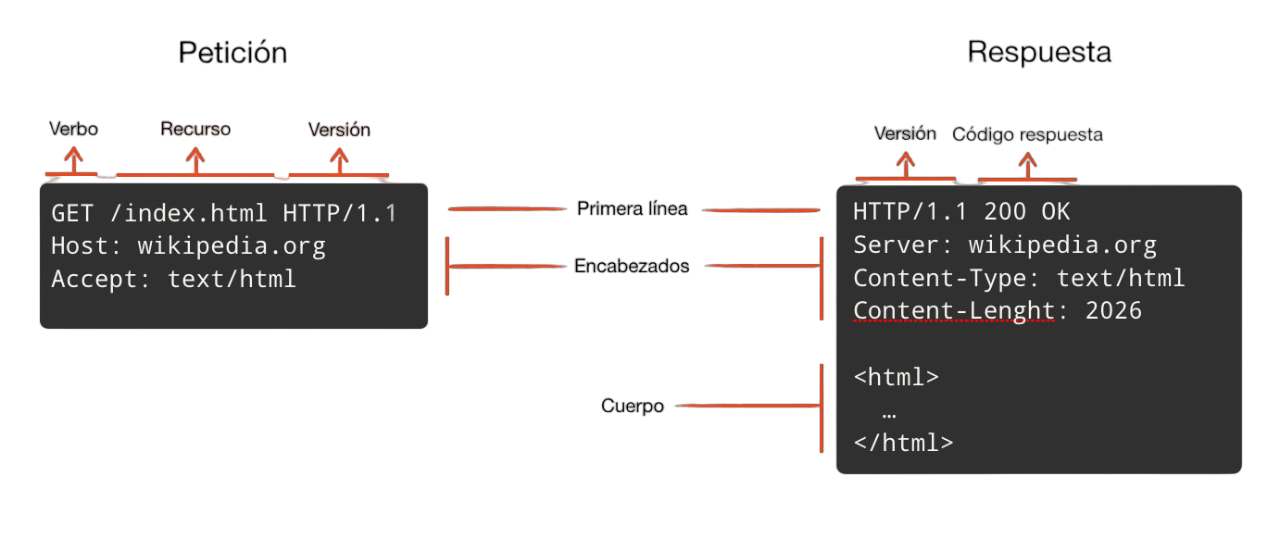 Petición
Respuesta
Verbo
Recurso
Versión
Versión
Código respuesta
GET /index.html HTTP/1.1
Host: wikipedia.org
Accept: text/html
Primera línea
Encabezados
Cuerpo
HTTP/1.1 200 OK
Server: wikipedia.org
Content-Type: text/html
Content-Lenght: 2026
<html>
…
</html>